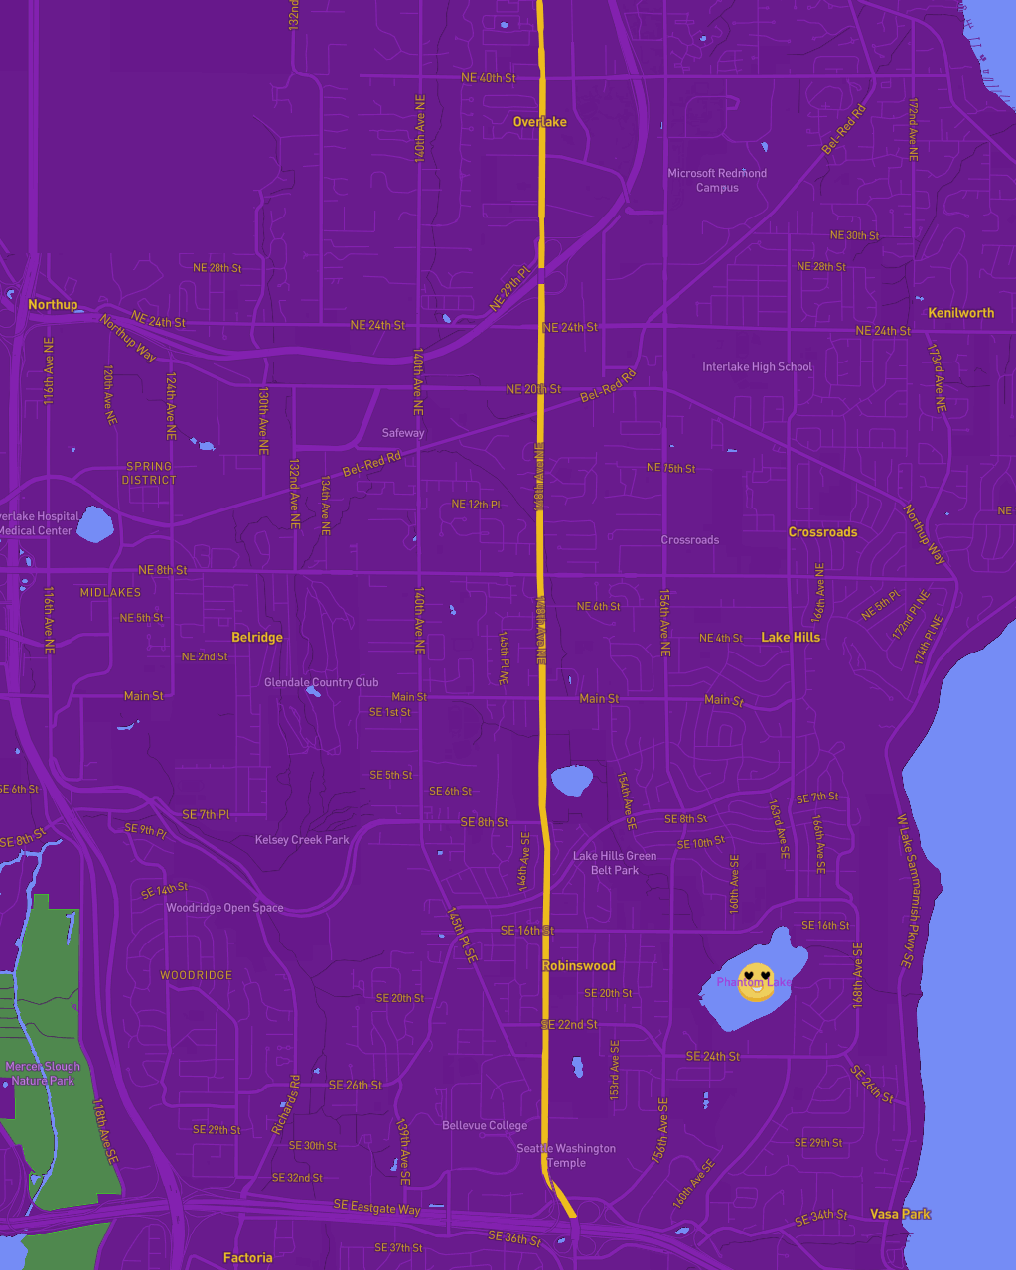 132nd
NE 40th St
140th Ave NE
172nd Ave NE
Bel-Red Rd
Overlake
Microsoft Redmond
Campus
NE 30th St
NE 28th St
NE 28th St
NE 29th Pl
Northup
NE 24th St
Northup Way
NE 24th St
NE 24th St
NE 24th St
Kenilworth
116th Ave NE
120th Ave NE
124th Ave NE
130th Ave NE
140th Ave NE
173rd Ave NE
Interlake High School
NE 20th St
Bel-Red Rd
Safeway
Bel-Red Rd
SPRING
DISTRICT
132nd Ave NE
134th Ave NE
148th Ave NE
NE 15th St
NE 12th Pl
NE
verlake Hospital
Medical Center
Crossroads
Crossroads
Northup Way
NE 8th St
MIDLAKES
116th Ave NE
140th Ave NE
148th Ave NE
156th Ave NE
166th Ave NE
NE 5th Pl
172nd Pl NE
174th Pl NE
NE 5th St
NE 6th St
Belridge
145th Pl NE
NE 4th St
Lake Hills
NE 2nd St
Glendale Country Club
Main St
Main St
Main St
Main St
SE 1st St
SE 5th St
SE 6th St
SE 6th St
154th Ave SE
SE 7th St
SE 7th Pl
SE 8th St
SE 9th Pl
SE 8th St
SE 8th St
163rd Ave SE
166th Ave SE
W Lake Sammamish Pkwy SE
Kelsey Creek Park
SE 10th St
146th Ave SE
Lake Hills Green
Belt Park
160th Ave SE
SE 14th St
Woodridge Open Space
145th Pl SE
SE 16th St
SE 16th St
Robinswood
WOODRIDGE
Phantom Lake
168th Ave SE
SE 20th St
SE 20th St
SE 22nd St
153rd Ave SE
SE 24th St
Mercer Slouch
Nature Park
SE 26th St
SE 26th St
Richards Rd
118th Ave SE
SE 29th St
139th Ave SE
Bellevue College
156th Ave SE
SE 30th St
SE 29th St
Seattle Washington
Temple
SE 32nd St
160th Ave SE
SE Eastgate Way
SE 34th St
Vasa Park
SE 36th St
SE 37th St
Factoria